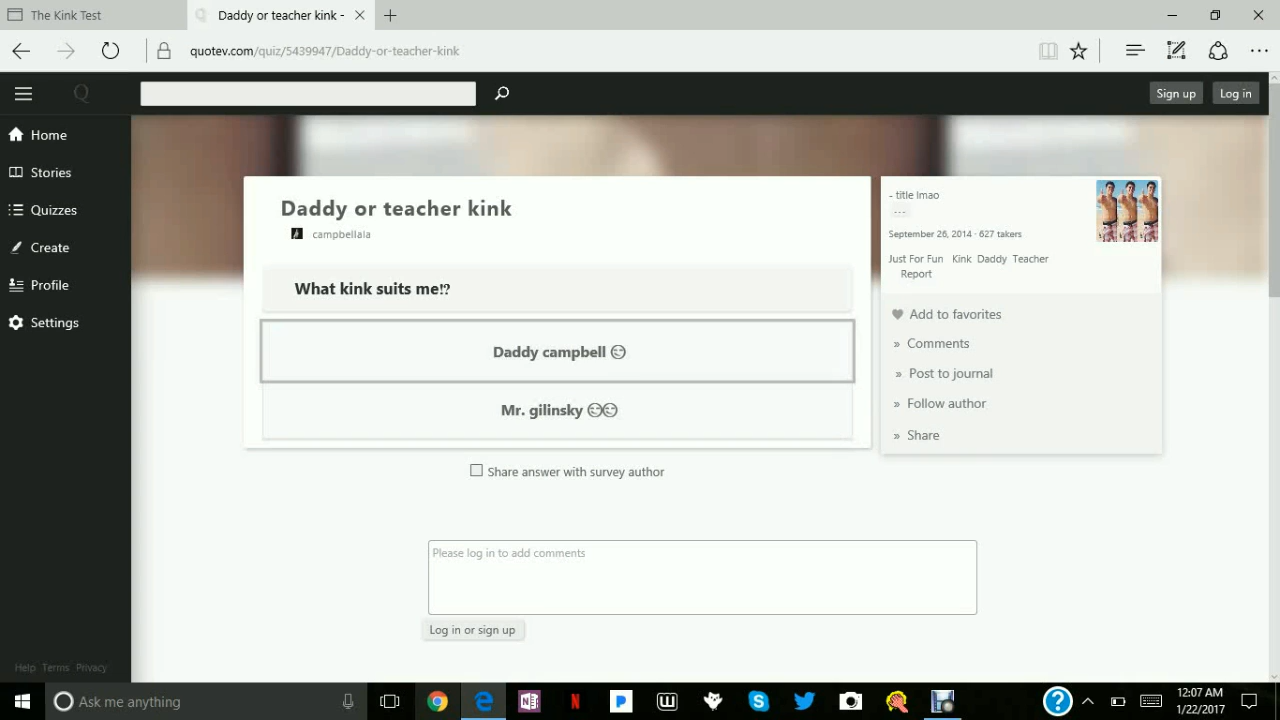 The Kink Test
Daddy or teacher kink -
quotev.com/quiz/5439947/Daddy-or-teacher-kink
Q
Sign up
Log in
Home
Stories
Quizzes
Create
Profile
Settings
Help Terms Privacy
Daddy or teacher kink
campbellaia
What kink suits me!?
Daddy campbell 😊
Mr. gilinsky 😊😊
Share answer with survey author
Please log in to add comments
Log in or sign up
- title lmao
...
September 26, 2014 · 627 takers
Just For Fun Kink Daddy Teacher
Report
Add to favorites
» Comments
» Post to journal
» Follow author
» Share
Ask me anything
12:07 AM
1/22/2017